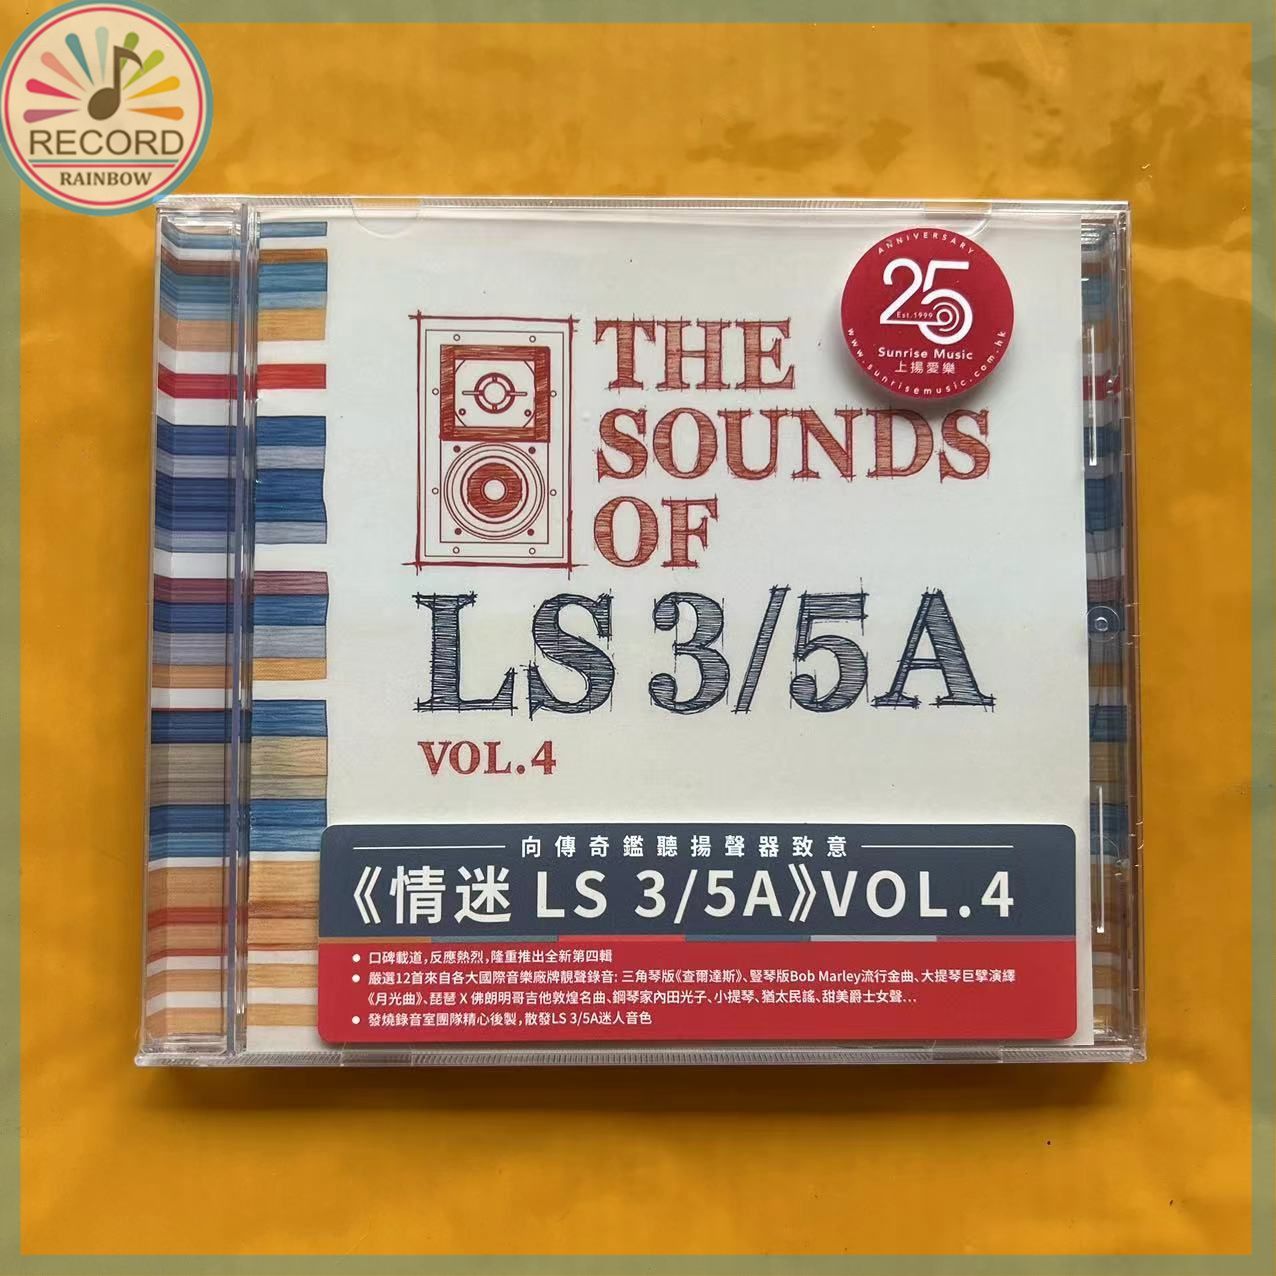 RECORD
RAINBOW
ANNIVERSARY
25
Est.1999
Sunrise Music
上揚愛樂
www.sunrisemusic.com.hk
THE
SOUNDS
OF
LS 3/5A
VOL.4
向傳奇鑑聽揚聲器致意
《情迷 LS 3/5A》VOL.4
● 口碑載道,反應熱烈,隆重推出全新第四輯
● 嚴選12首來自各大國際音樂廠牌靚聲錄音: 三角琴版《查爾達斯》、豎琴版Bob Marley流行金曲、大提琴巨擘演繹
《月光曲》、琵琶 X 佛朗明哥吉他敦煌名曲、鋼琴家內田光子、小提琴、猶太民謠、甜美爵士女聲...
● 發燒錄音室團隊精心後製,散發LS 3/5A迷人音色